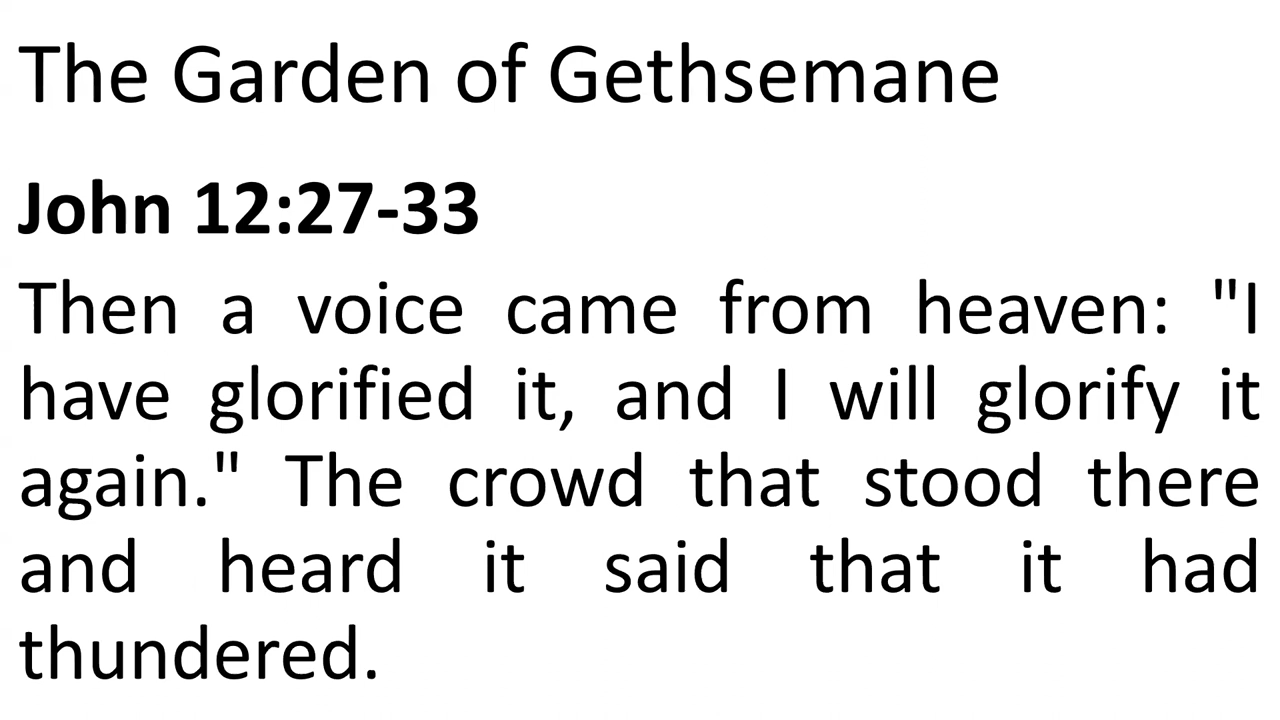 The Garden of Gethsemane
John 12:27-33
Then a voice came from heaven: "I
have glorified it, and I will glorify it
again." The crowd that stood there
and heard it said that it had
thundered.